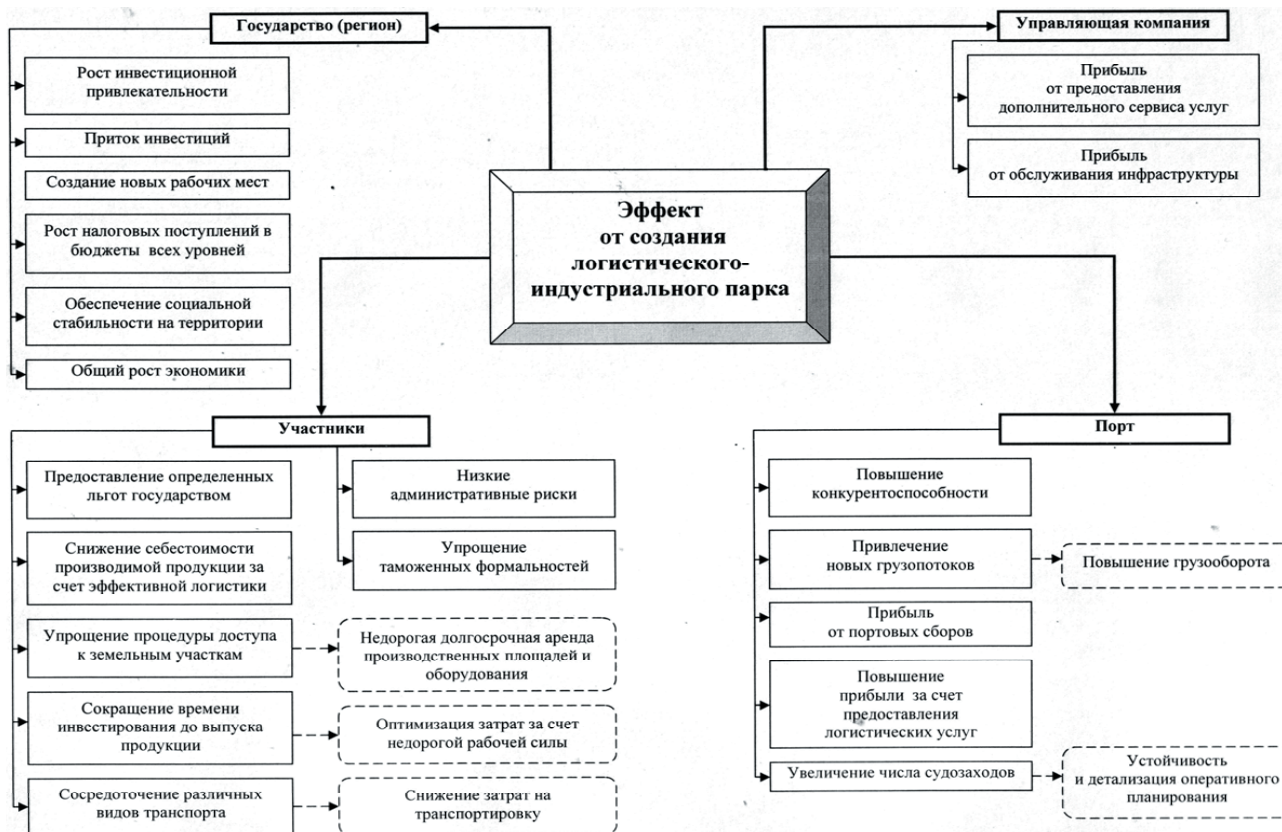 Государство (регион)
Рост инвестиционной
привлекательности
Приток инвестиций
Создание новых рабочих мест
Рост налоговых поступлений в
бюджеты всех уровней
Обеспечение социальной
стабильности на территории
Общий рост экономики
Управляющая компания
Прибыль
от предоставления
дополнительного сервиса услуг
Прибыль
от обслуживания инфраструктуры
Эффект
от создания
логистического-
индустриального парка
Участники
Предоставление определенных
льгот государством
Снижение себестоимости
производимой продукции за
счет эффективной логистики
Упрощение процедуры доступа
к земельным участкам
Сокращение времени
инвестирования до выпуска
продукции
Сосредоточение различных
видов транспорта
Низкие
административные риски
Упрощение
таможенных формальностей
Недорогая долгосрочная аренда
производственных площадей и
оборудования
Оптимизация затрат за счет
недорогой рабочей силы
Снижение затрат на
транспортировку
Порт
Повышение
конкурентоспособности
Привлечение
новых грузопотоков
Прибыль
от портовых сборов
Повышение
прибыли за счет
предоставления
логистических услуг
Увеличение числа судозаходов
Повышение грузооборота
Устойчивость
и детализация оперативного
планирования